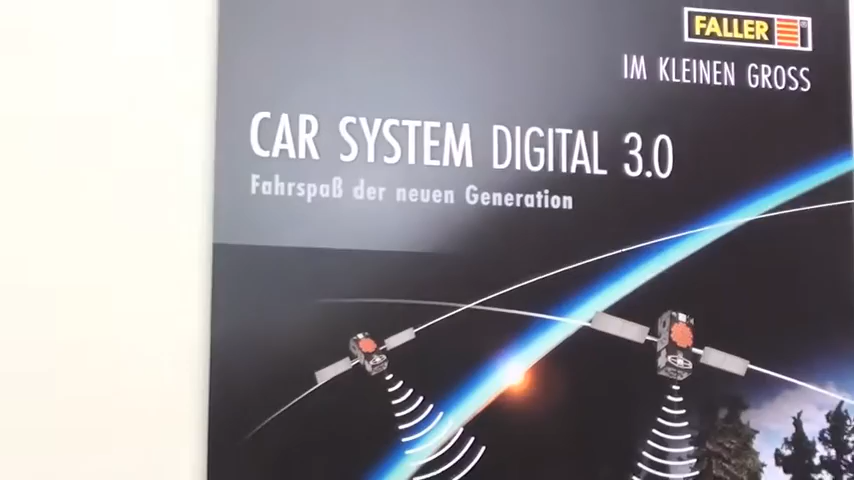 FALLER
IM KLEINEN GROSS
CAR SYSTEM DIGITAL 3.0
Fahrspaß der neuen Generation